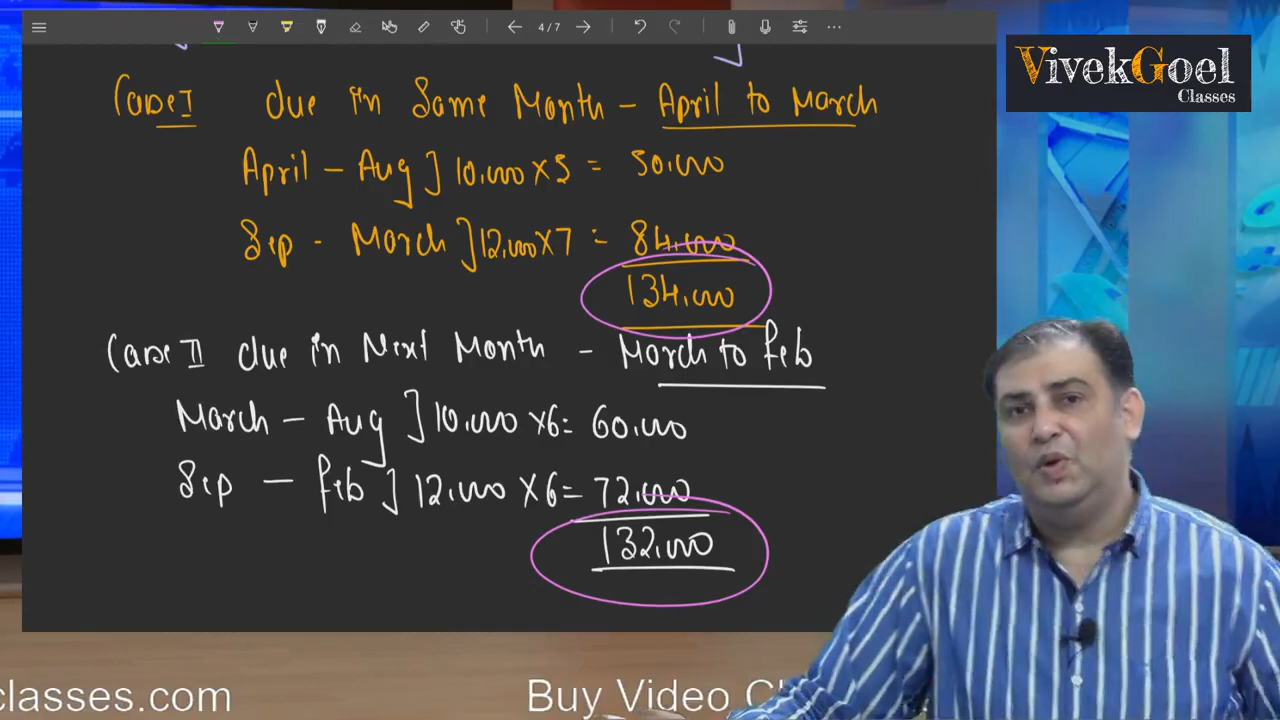 4/7
VivekGoel
Classes
Case I due in Same Month - April to March
April - Aug ] 10,000 x 5 = 50,000
Sep - March ] 12,000 x 7 = 84,000
134,000
Case II due in Next Month - March to Feb
March - Aug ] 10,000 x 6 = 60,000
Sep - Feb ] 12,000 x 6 = 72,000
132,000
classes.com
Buy Video